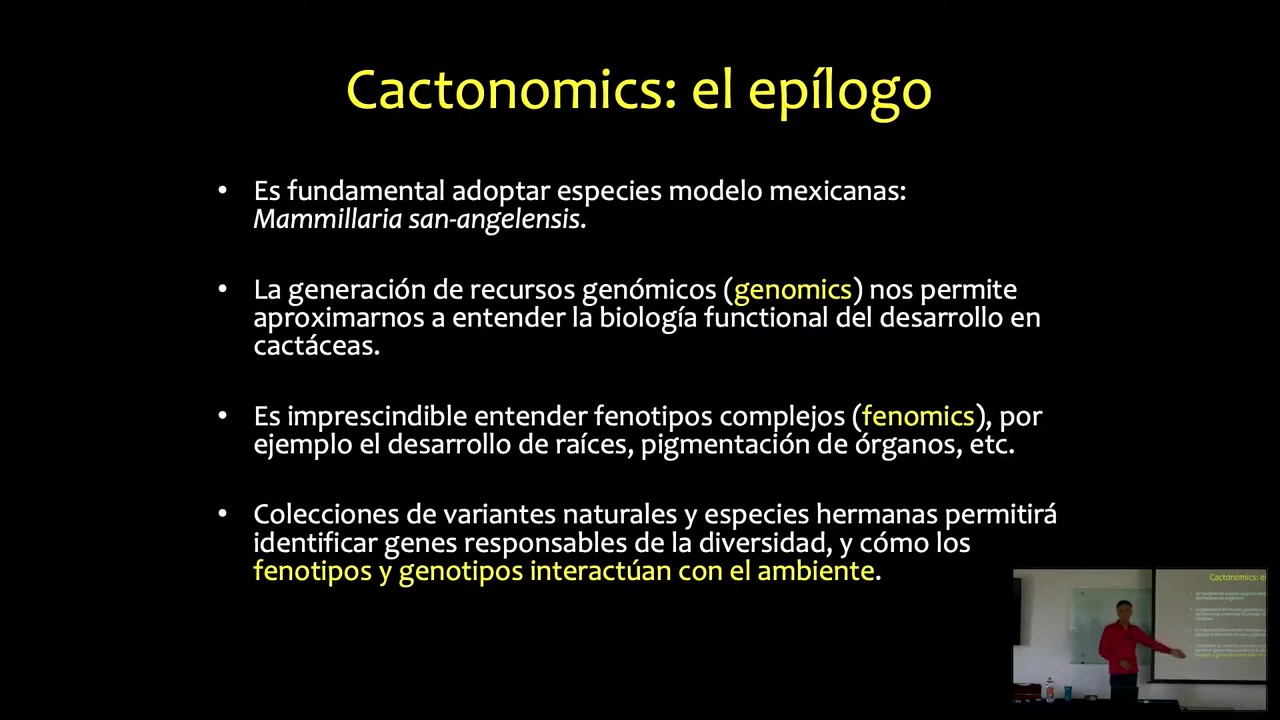 Cactonomics: el epílogo
• Es fundamental adoptar especies modelo mexicanas:
Mammillaria san-angelensis.
• La generación de recursos genómicos (genomics) nos permite
aproximarnos a entender la biología functional del desarrollo en
cactáceas.
• Es imprescindible entender fenotipos complejos (fenomics), por
ejemplo el desarrollo de raíces, pigmentación de órganos, etc.
• Colecciones de variantes naturales y especies hermanas permitirá
identificar genes responsables de la diversidad, y cómo los
fenotipos y genotipos interactúan con el ambiente.
Cactonomics: el